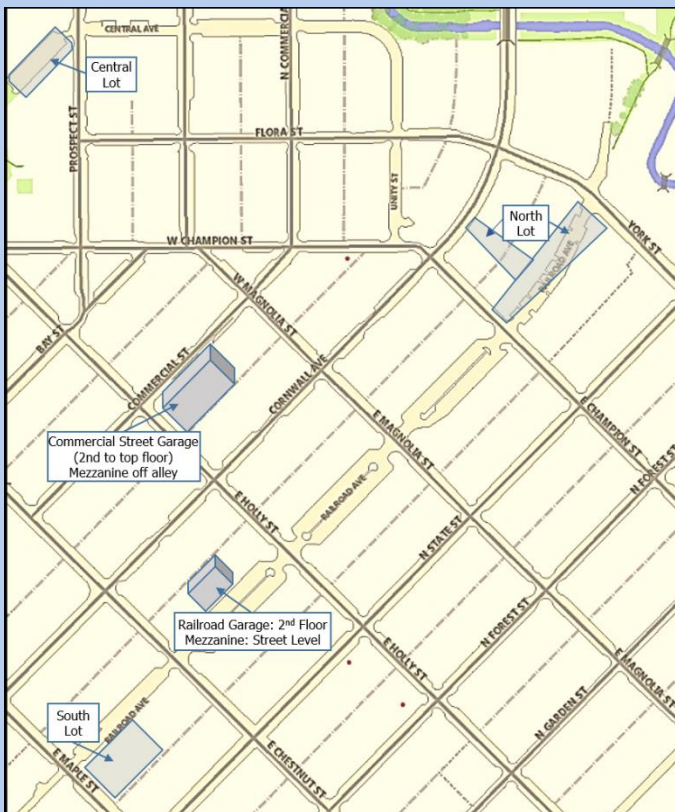 CENTRAL AVE
N COMMERCIAL
Central
Lot
PROSPECT ST
FLORA ST
UNITY ST
North
Lot
YORK ST
RAILROAD AVE
W CHAMPION ST
W MAGNOLIA ST
BAY ST
COMMERCIAL ST
CORNWALL AVE
Commercial Street Garage
(2nd to top floor)
Mezzanine off alley
E MAGNOLIA ST
E CHAMPION ST
N FOREST ST
E HOLLY ST
RAILROAD AVE
N STATE ST
Railroad Garage: 2nd Floor
Mezzanine: Street Level
E HOLLY ST
N FOREST ST
E MAGNOLIA ST
N GARDEN ST
South
Lot
RAILROAD AVE
E MAPLE ST
E CHESTNUT ST